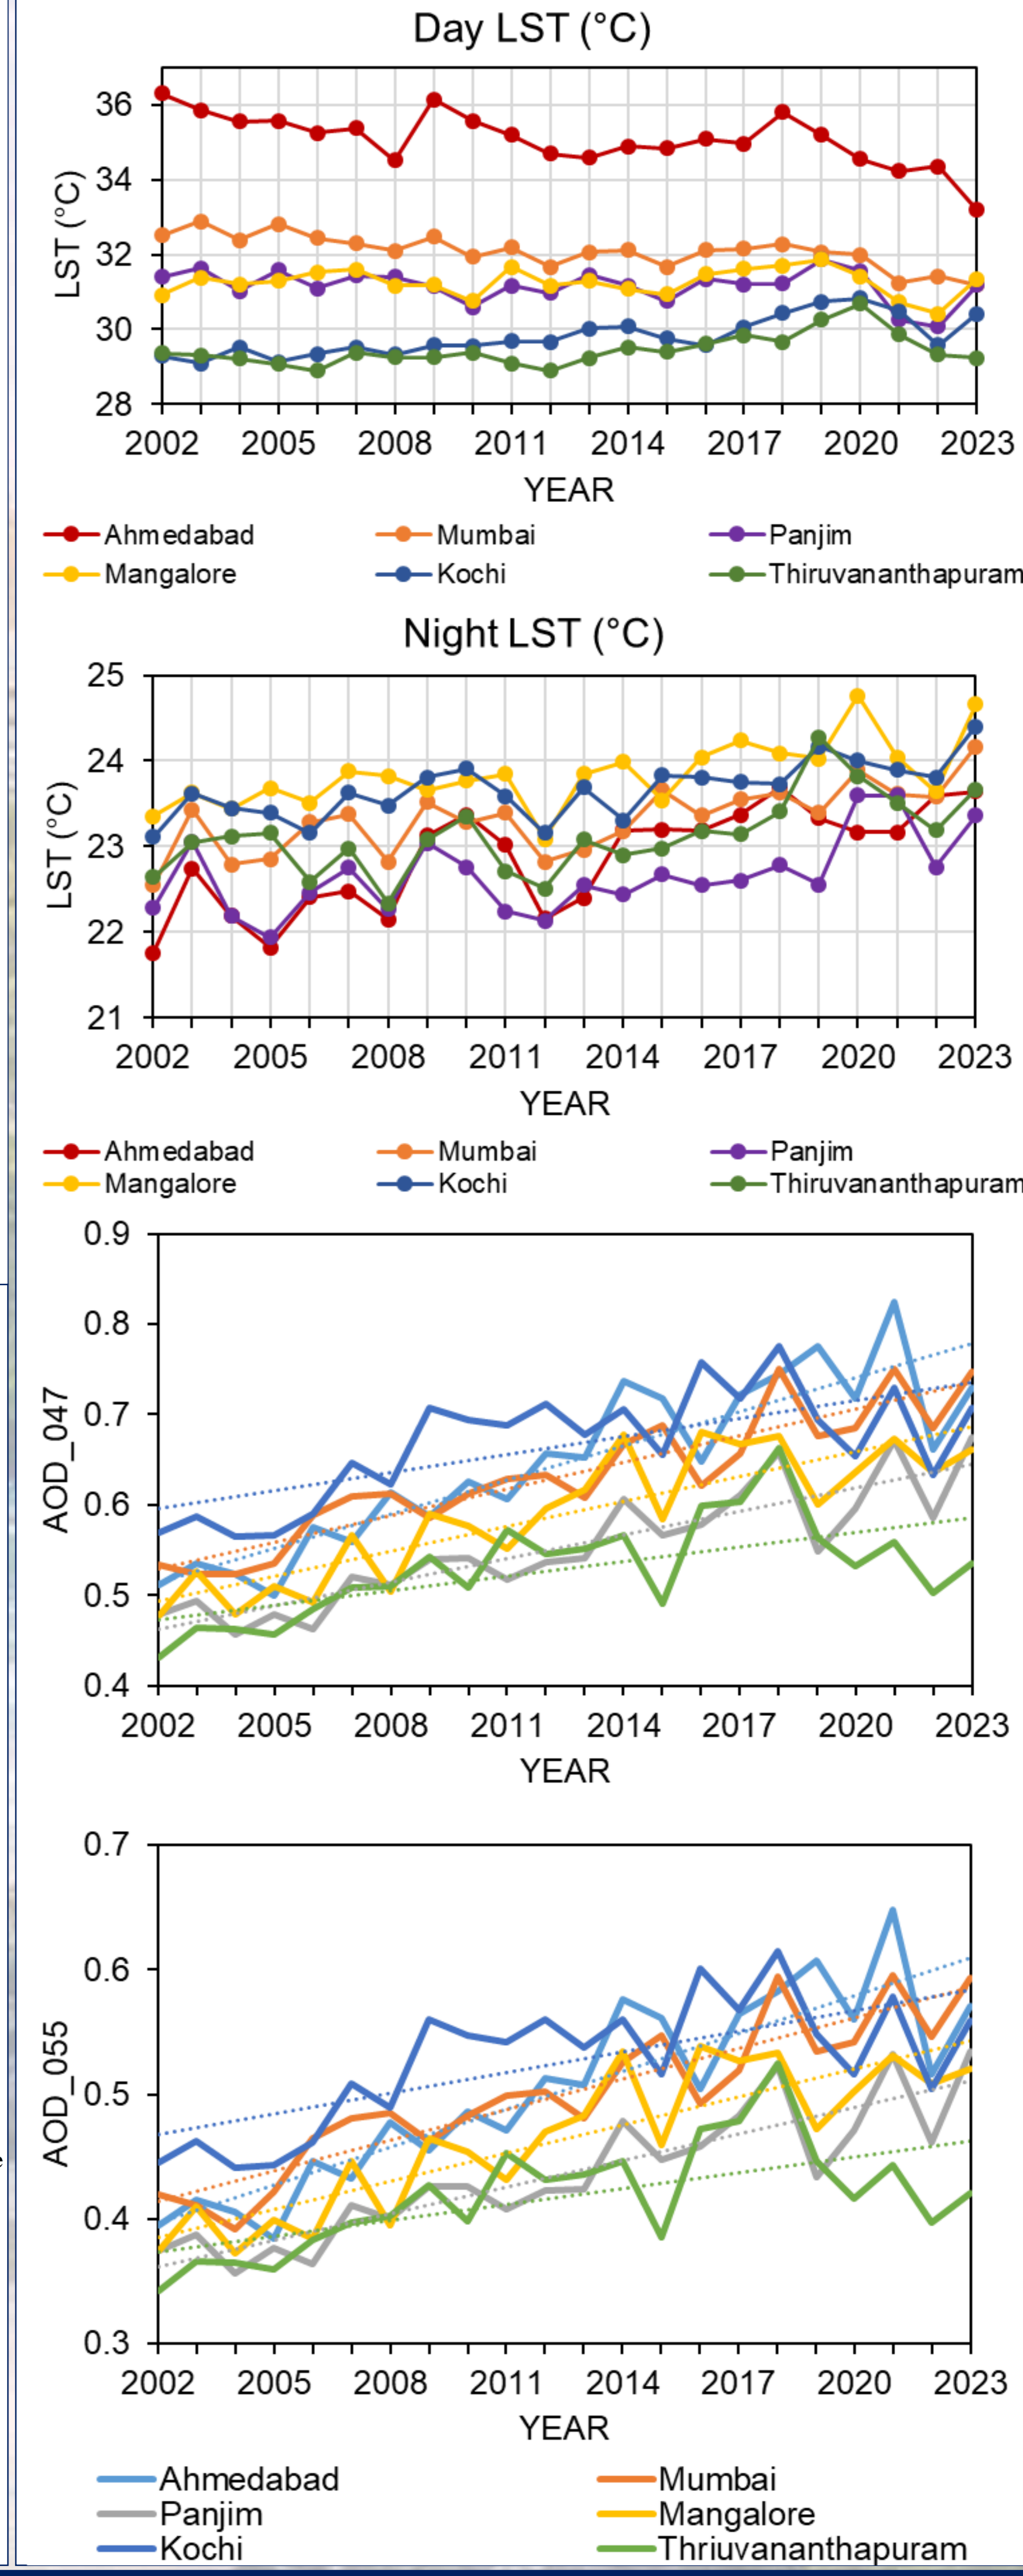 Day LST (°C)
36
34
32
30
28
LST (°C)
2002 2005 2008 2011 2014 2017 2020 2023
YEAR
Ahmedabad Mumbai Panjim
Mangalore Kochi Thiruvananthapuram
Night LST (°C)
25
24
23
22
21
LST (°C)
2002 2005 2008 2011 2014 2017 2020 2023
YEAR
Ahmedabad Mumbai Panjim
Mangalore Kochi Thiruvananthapuram
0.9
0.8
0.7
0.6
0.5
0.4
AOD_047
2002 2005 2008 2011 2014 2017 2020 2023
YEAR
0.7
0.6
0.5
0.4
0.3
AOD_055
2002 2005 2008 2011 2014 2017 2020 2023
YEAR
Ahmedabad Mumbai
Panjim Mangalore
Kochi Thriuvananthapuram